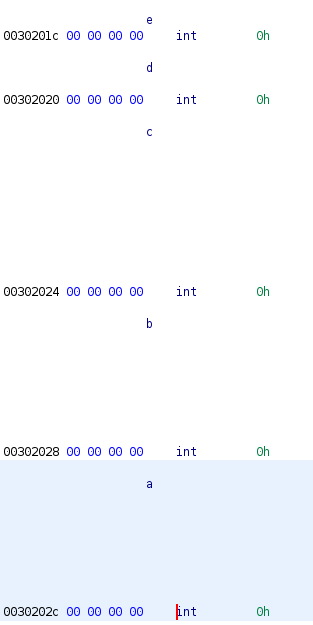 e
0030201c 00 00 00 00 int 0h
d
00302020 00 00 00 00 int 0h
c
00302024 00 00 00 00 int 0h
b
00302028 00 00 00 00 int 0h
a
0030202c 00 00 00 00 int 0h